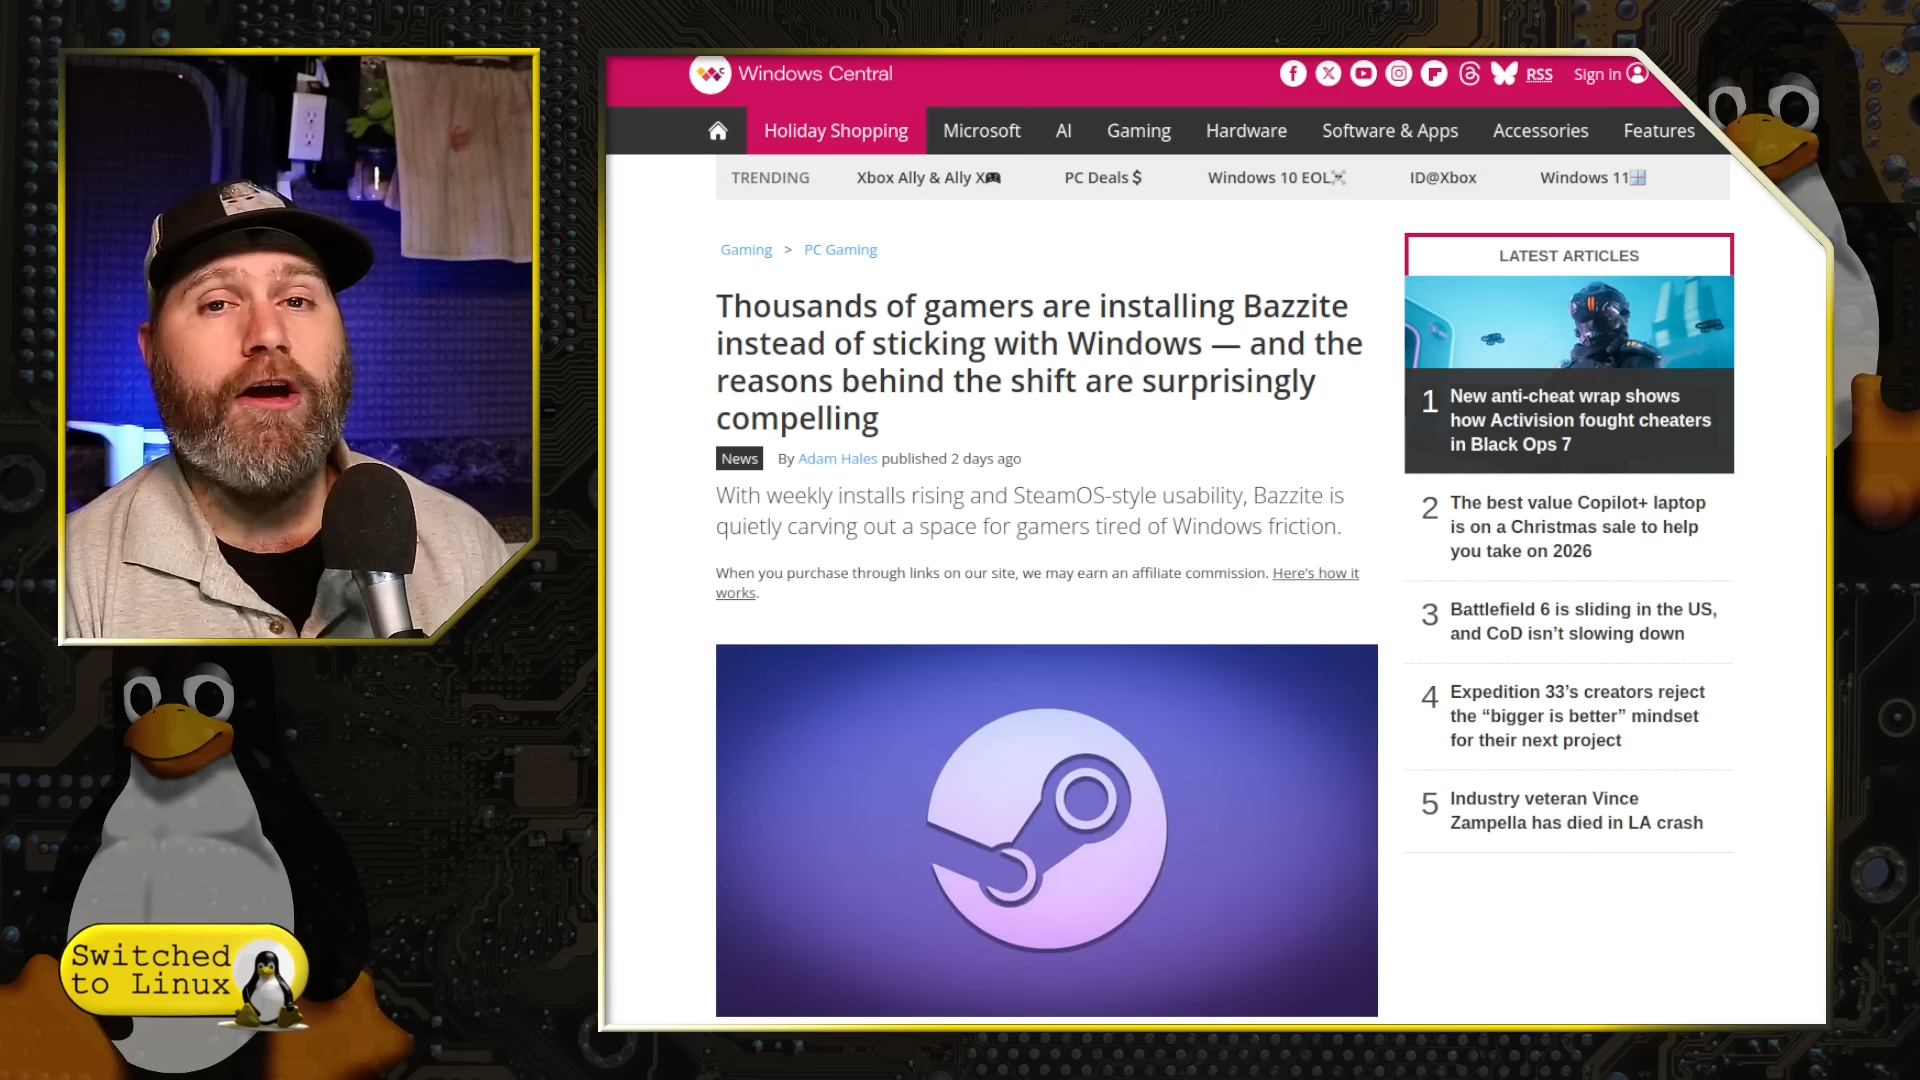 Windows Central
RSS
Sign in
Holiday Shopping
Microsoft
AI
Gaming
Hardware
Software & Apps
Accessories
Features
TRENDING
Xbox Ally & Ally X
PC Deals
Windows 10 EOL
ID@Xbox
Windows 11
Gaming > PC Gaming
Thousands of gamers are installing Bazzite
instead of sticking with Windows — and the
reasons behind the shift are surprisingly
compelling
News By Adam Hales published 2 days ago
With weekly installs rising and SteamOS-style usability, Bazzite is
quietly carving out a space for gamers tired of Windows friction.
When you purchase through links on our site, we may earn an affiliate commission. Here’s how it
works.
LATEST ARTICLES
1 New anti-cheat wrap shows
how Activision fought cheaters
in Black Ops 7
2 The best value Copilot+ laptop
is on a Christmas sale to help
you take on 2026
3 Battlefield 6 is sliding in the US,
and CoD isn’t slowing down
4 Expedition 33’s creators reject
the “bigger is better” mindset
for their next project
5 Industry veteran Vince
Zampella has died in LA crash
Switched
to Linux